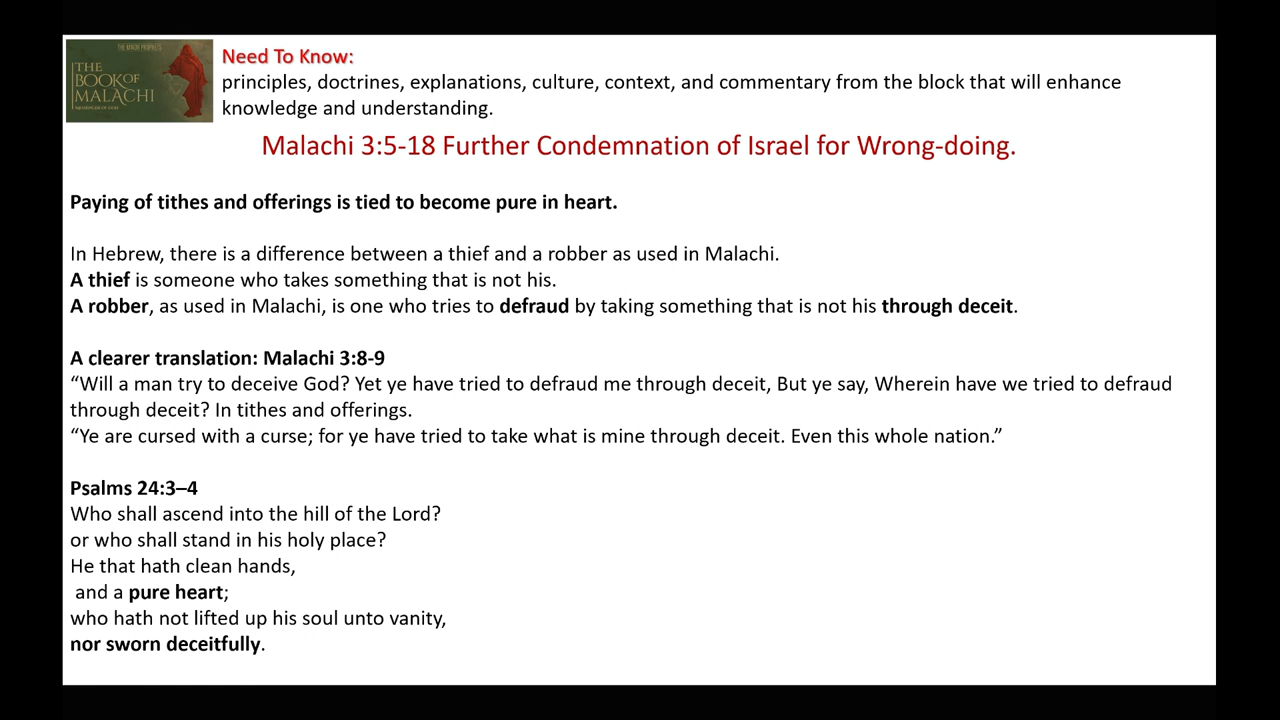 THE MINOR PROPHETS
THE
BOOK OF
MALACHI
MESSENGER OF GOD
Need To Know:
principles, doctrines, explanations, culture, context, and commentary from the block that will enhance
knowledge and understanding.
Malachi 3:5-18 Further Condemnation of Israel for Wrong-doing.
Paying of tithes and offerings is tied to become pure in heart.
In Hebrew, there is a difference between a thief and a robber as used in Malachi.
A thief is someone who takes something that is not his.
A robber, as used in Malachi, is one who tries to defraud by taking something that is not his through deceit.
A clearer translation: Malachi 3:8-9
“Will a man try to deceive God? Yet ye have tried to defraud me through deceit, But ye say, Wherein have we tried to defraud
through deceit? In tithes and offerings.
“Ye are cursed with a curse; for ye have tried to take what is mine through deceit. Even this whole nation.”
Psalms 24:3–4
Who shall ascend into the hill of the Lord?
or who shall stand in his holy place?
He that hath clean hands,
and a pure heart;
who hath not lifted up his soul unto vanity,
nor sworn deceitfully.